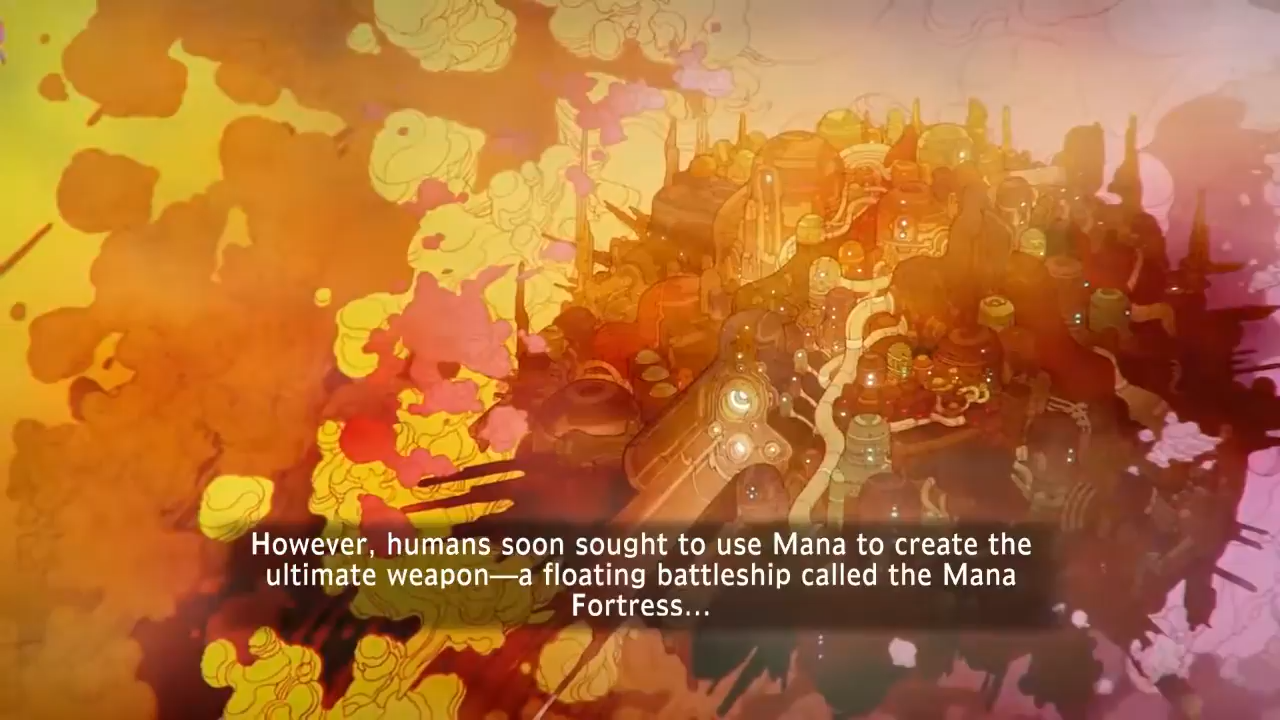 However, humans soon sought to use Mana to create the
ultimate weapon—a floating battleship called the Mana
Fortress...